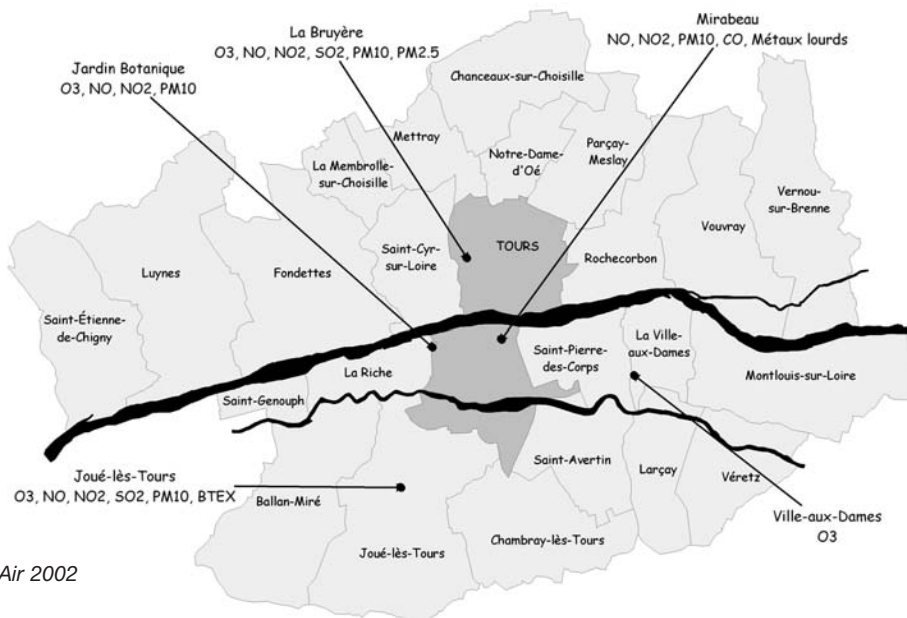 Mirabeau
NO, NO2, PM10, CO, Métaux lourds
La Bruyère
O3, NO, NO2, SO2, PM10, PM2.5
Jardin Botanique
O3, NO, NO2, PM10
Chanceaux-sur-Choisille
Mettray
Notre-Dame-
d'Oé
Parçay-
Meslay
La Membrolle-
sur-Choisille
Vernou-
sur-Brenne
Vouvray
Saint-Cyr-
sur-Loire
TOURS
Rochecorbon
Luynes
Fondettes
Saint-Étienne-
de-Chigny
La Ville-
aux-Dames
Saint-Pierre-
des-Corps
La Riche
Montlouis-sur-Loire
Saint-Genouph
Saint-Avertin
Larçay
Véretz
Joué-lès-Tours
O3, NO, NO2, SO2, PM10, BTEX
Ballan-Miré
Ville-aux-Dames
O3
Joué-lès-Tours
Chambray-lès-Tours
Air 2002